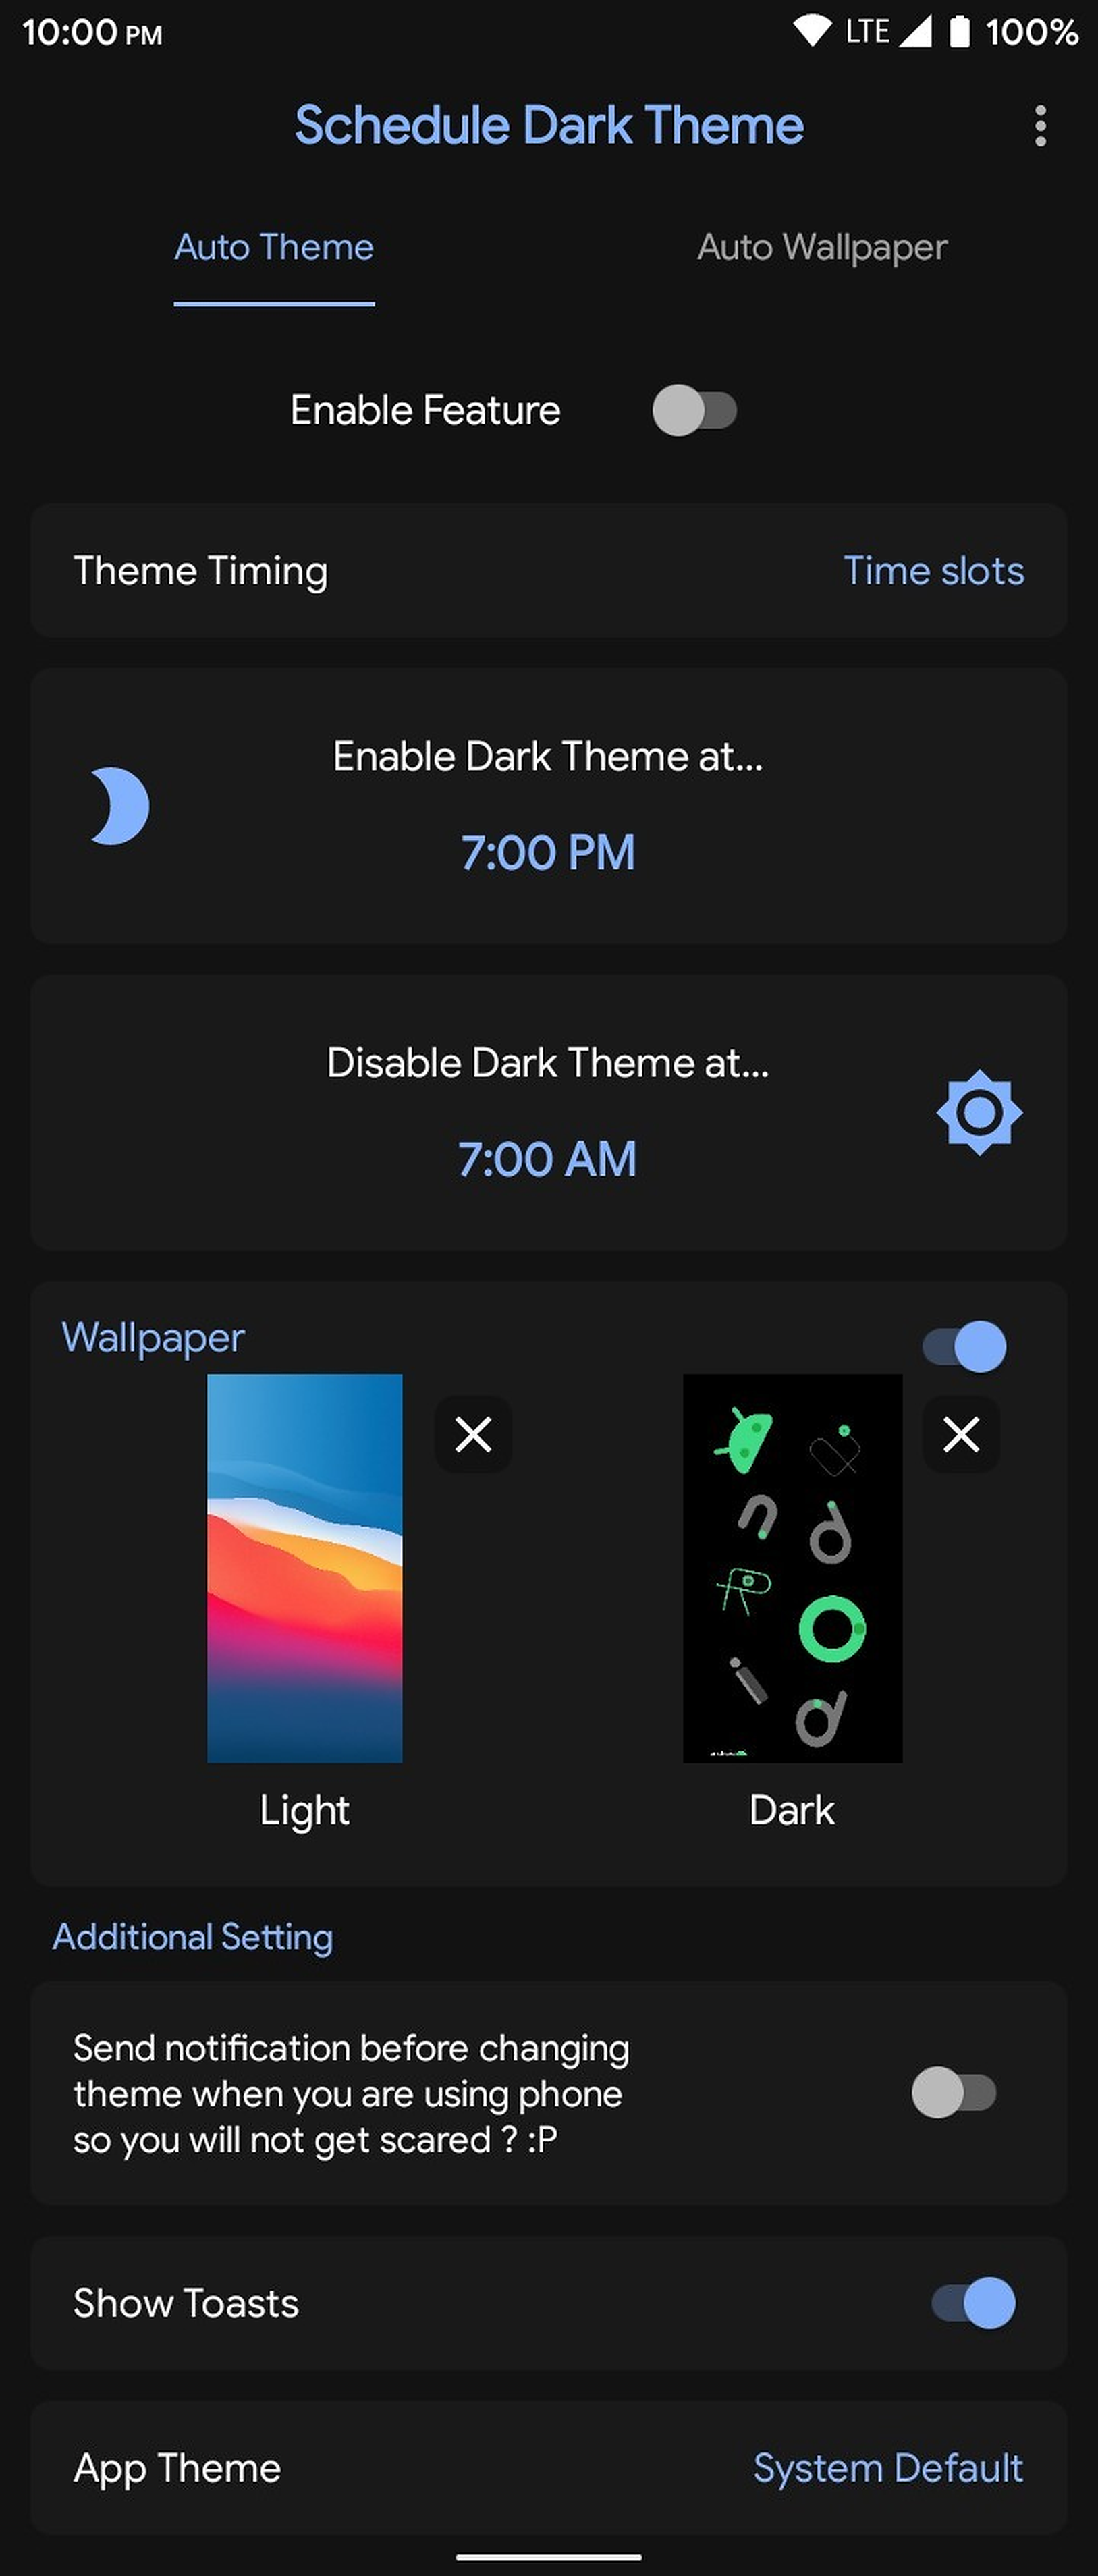 10:00 PM LTE 100%
Schedule Dark Theme
Auto Theme Auto Wallpaper
Enable Feature
Theme Timing Time slots
Enable Dark Theme at...
7:00 PM
Disable Dark Theme at...
7:00 AM
Wallpaper
Light Dark
Additional Setting
Send notification before changing
theme when you are using phone
so you will not get scared ? :P
Show Toasts
App Theme System Default